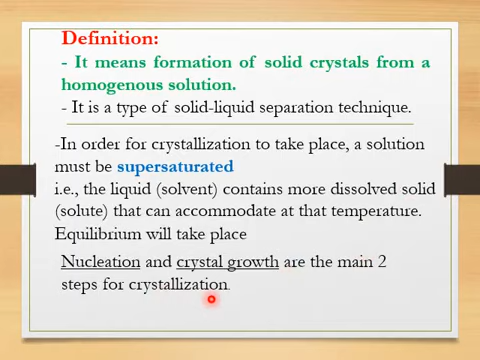 Definition:
- It means formation of solid crystals from a
homogenous solution.
- It is a type of solid-liquid separation technique.
-In order for crystallization to take place, a solution
must be supersaturated
i.e., the liquid (solvent) contains more dissolved solid
(solute) that can accommodate at that temperature.
Equilibrium will take place
Nucleation and crystal growth are the main 2
steps for crystallization.